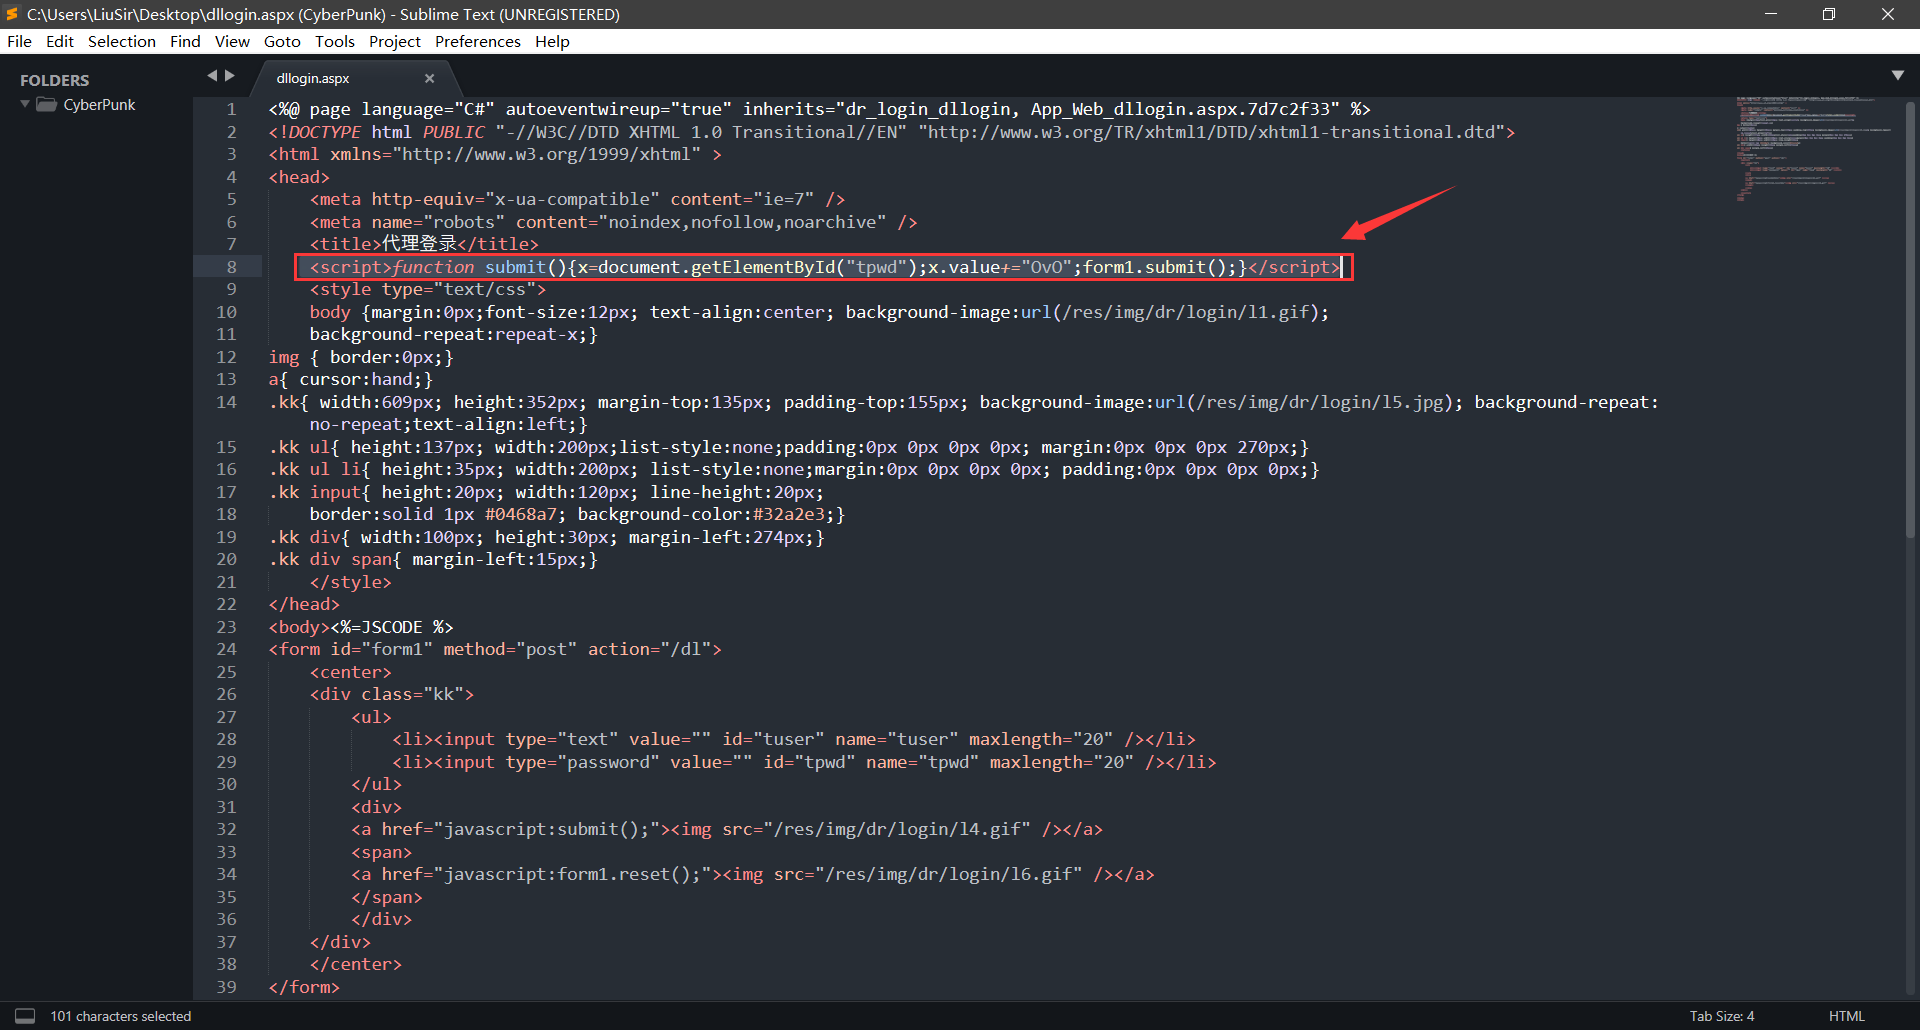 C:\Users\LiuSir\Desktop\dllogin.aspx (CyberPunk) - Sublime Text (UNREGISTERED)
File Edit Selection Find View Goto Tools Project Preferences Help
FOLDERS
CyberPunk
dllogin.aspx
1 <%@ page language="C#" autoeventwireup="true" inherits="dr_login_dllogin, App_Web_dllogin.aspx.7d7c2f33" %>
2 <!DOCTYPE html PUBLIC "-//W3C//DTD XHTML 1.0 Transitional//EN" "http://www.w3.org/TR/xhtml1/DTD/xhtml1-transitional.dtd">
3 <html xmlns="http://www.w3.org/1999/xhtml" >
4 <head>
5 <meta http-equiv="x-ua-compatible" content="ie=7" />
6 <meta name="robots" content="noindex,nofollow,noarchive" />
7 <title>代理登录</title>
8 <script>function submit(){x=document.getElementById("tpwd");x.value+="OvO";form1.submit();}</script>
9 <style type="text/css">
10 body {margin:0px;font-size:12px; text-align:center; background-image:url(/res/img/dr/login/l1.gif);
11 background-repeat:repeat-x;}
12 img { border:0px;}
13 a{ cursor:hand;}
14 .kk{ width:609px; height:352px; margin-top:135px; padding-top:155px; background-image:url(/res/img/dr/login/l5.jpg); background-repeat:
no-repeat;text-align:left;}
15 .kk ul{ height:137px; width:200px;list-style:none;padding:0px 0px 0px 0px; margin:0px 0px 0px 270px;}
16 .kk ul li{ height:35px; width:200px; list-style:none;margin:0px 0px 0px 0px; padding:0px 0px 0px 0px;}
17 .kk input{ height:20px; width:120px; line-height:20px;
18 border:solid 1px #0468a7; background-color:#32a2e3;}
19 .kk div{ width:100px; height:30px; margin-left:274px;}
20 .kk div span{ margin-left:15px;}
21 </style>
22 </head>
23 <body><%=JSCODE %>
24 <form id="form1" method="post" action="/dl">
25 <center>
26 <div class="kk">
27 <ul>
28 <li><input type="text" value="" id="tuser" name="tuser" maxlength="20" /></li>
29 <li><input type="password" value="" id="tpwd" name="tpwd" maxlength="20" /></li>
30 </ul>
31 <div>
32 <a href="javascript:submit();"><img src="/res/img/dr/login/l4.gif" /></a>
33 <span>
34 <a href="javascript:form1.reset();"><img src="/res/img/dr/login/l6.gif" /></a>
35 </span>
36 </div>
37 </div>
38 </center>
39 </form>
101 characters selected
Tab Size: 4
HTML